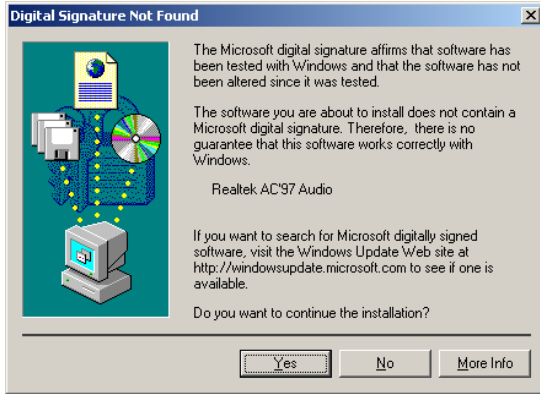 Digital Signature Not Found
The Microsoft digital signature affirms that software has
been tested with Windows and that the software has not
been altered since it was tested.
The software you are about to install does not contain a
Microsoft digital signature. Therefore, there is no
guarantee that this software works correctly with
Windows.
Realtek AC'97 Audio
If you want to search for Microsoft digitally signed
software, visit the Windows Update Web site at
http://windowsupdate.microsoft.com to see if one is
available.
Do you want to continue the installation?
Yes No More Info